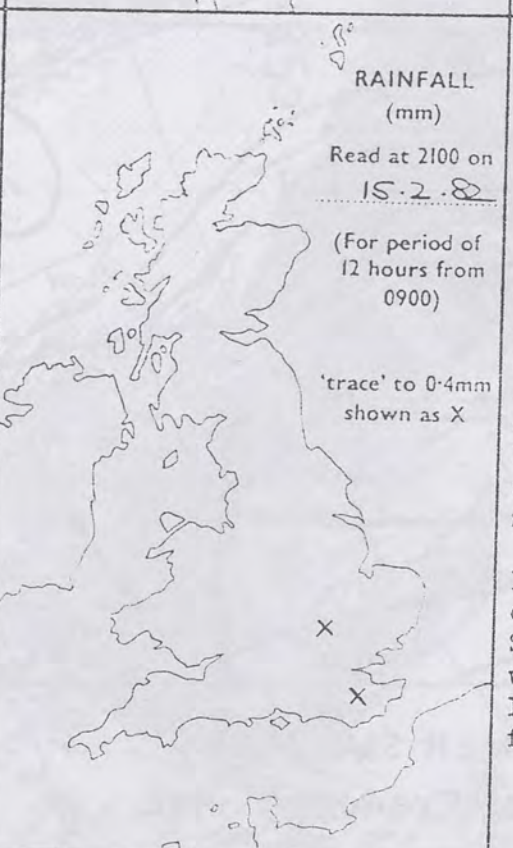 RAINFALL
(mm)
Read at 2100 on
15.2.82
(For period of
12 hours from
0900)
'trace' to 0·4mm
shown as X
X
X